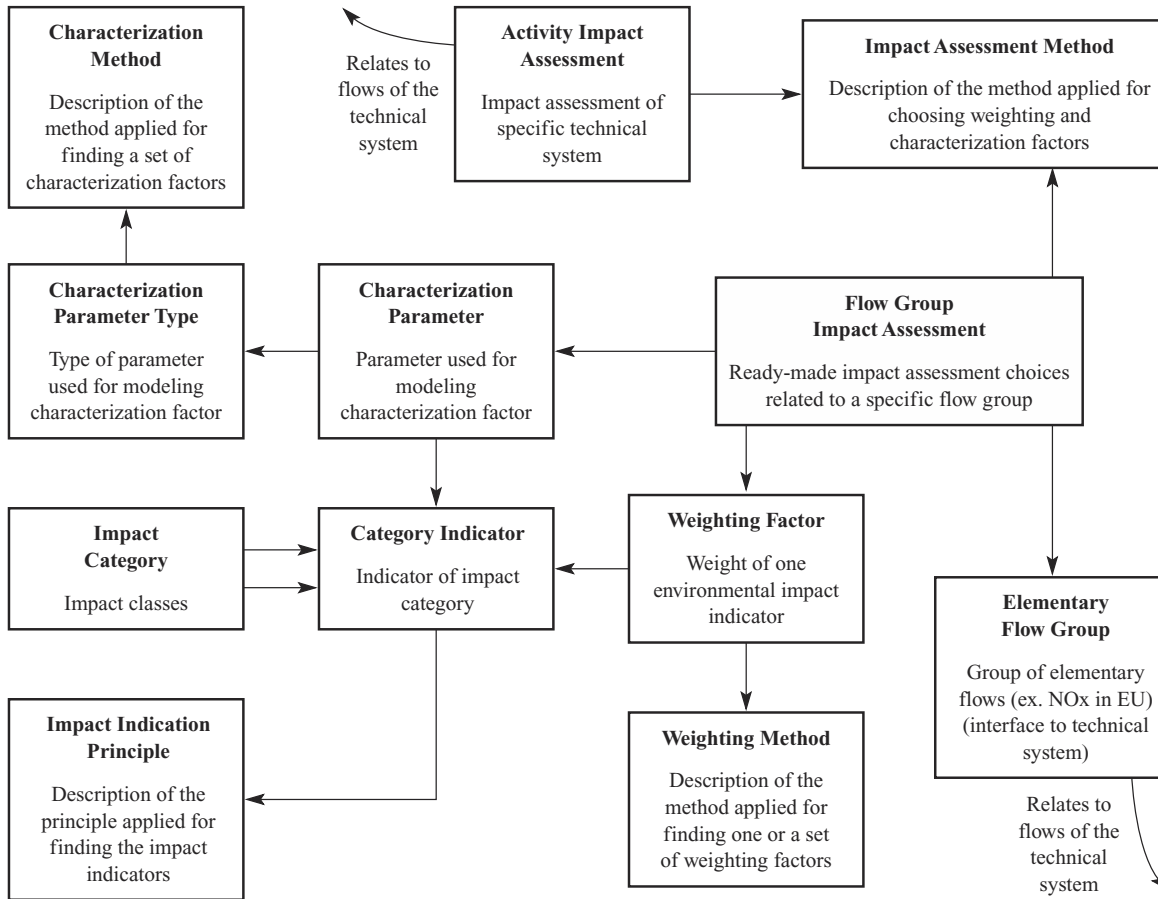 Characterization
Method
Description of the
method applied for
finding a set of
characterization factors
Relates to
flows of the
technical
system
Activity Impact
Assessment
Impact assessment of
specific technical
system
Impact Assessment Method
Description of the method applied for
choosing weighting and
characterization factors
Characterization
Parameter Type
Type of parameter
used for modeling
characterization factor
Characterization
Parameter
Parameter used for
modeling
characterization factor
Flow Group
Impact Assessment
Ready-made impact assessment choices
related to a specific flow group
Impact
Category
Impact classes
Category Indicator
Indicator of impact
category
Weighting Factor
Weight of one
environmental impact
indicator
Elementary
Flow Group
Group of elementary
flows (ex. NOx in EU)
(interface to technical
system)
Impact Indication
Principle
Description of the
principle applied for
finding the impact
indicators
Weighting Method
Description of the
method applied for
finding one or a set
of weighting factors
Relates to
flows of the
technical
system